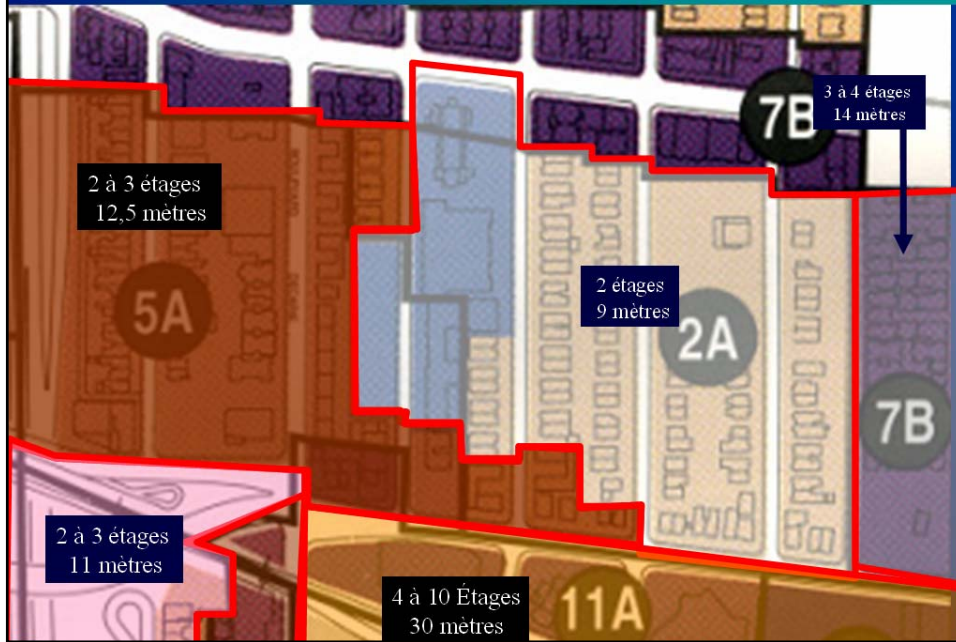 7B
3 à 4 étages
14 mètres
2 à 3 étages
12,5 mètres
5A
2 étages
9 mètres
2A
7B
2 à 3 étages
11 mètres
4 à 10 Étages
30 mètres
11A